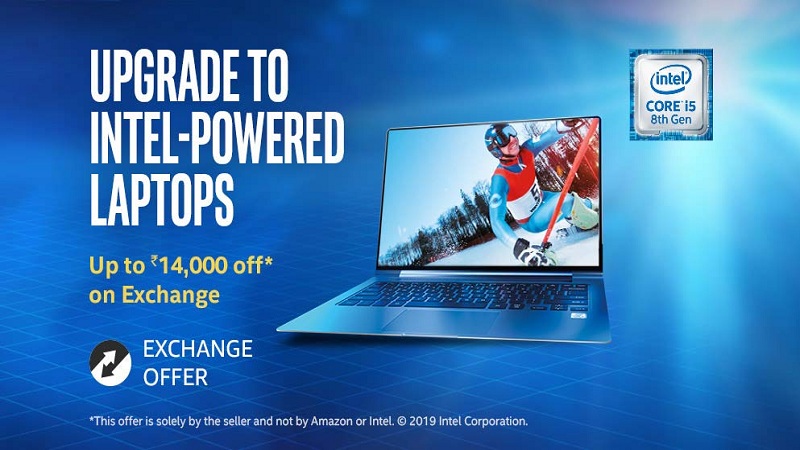 UPGRADE TO
INTEL-POWERED
LAPTOPS
Up to ₹14,000 off*
on Exchange
EXCHANGE
OFFER
*This offer is solely by the seller and not by Amazon or Intel. © 2019 Intel Corporation.
intel
CORE™ i5
8th Gen